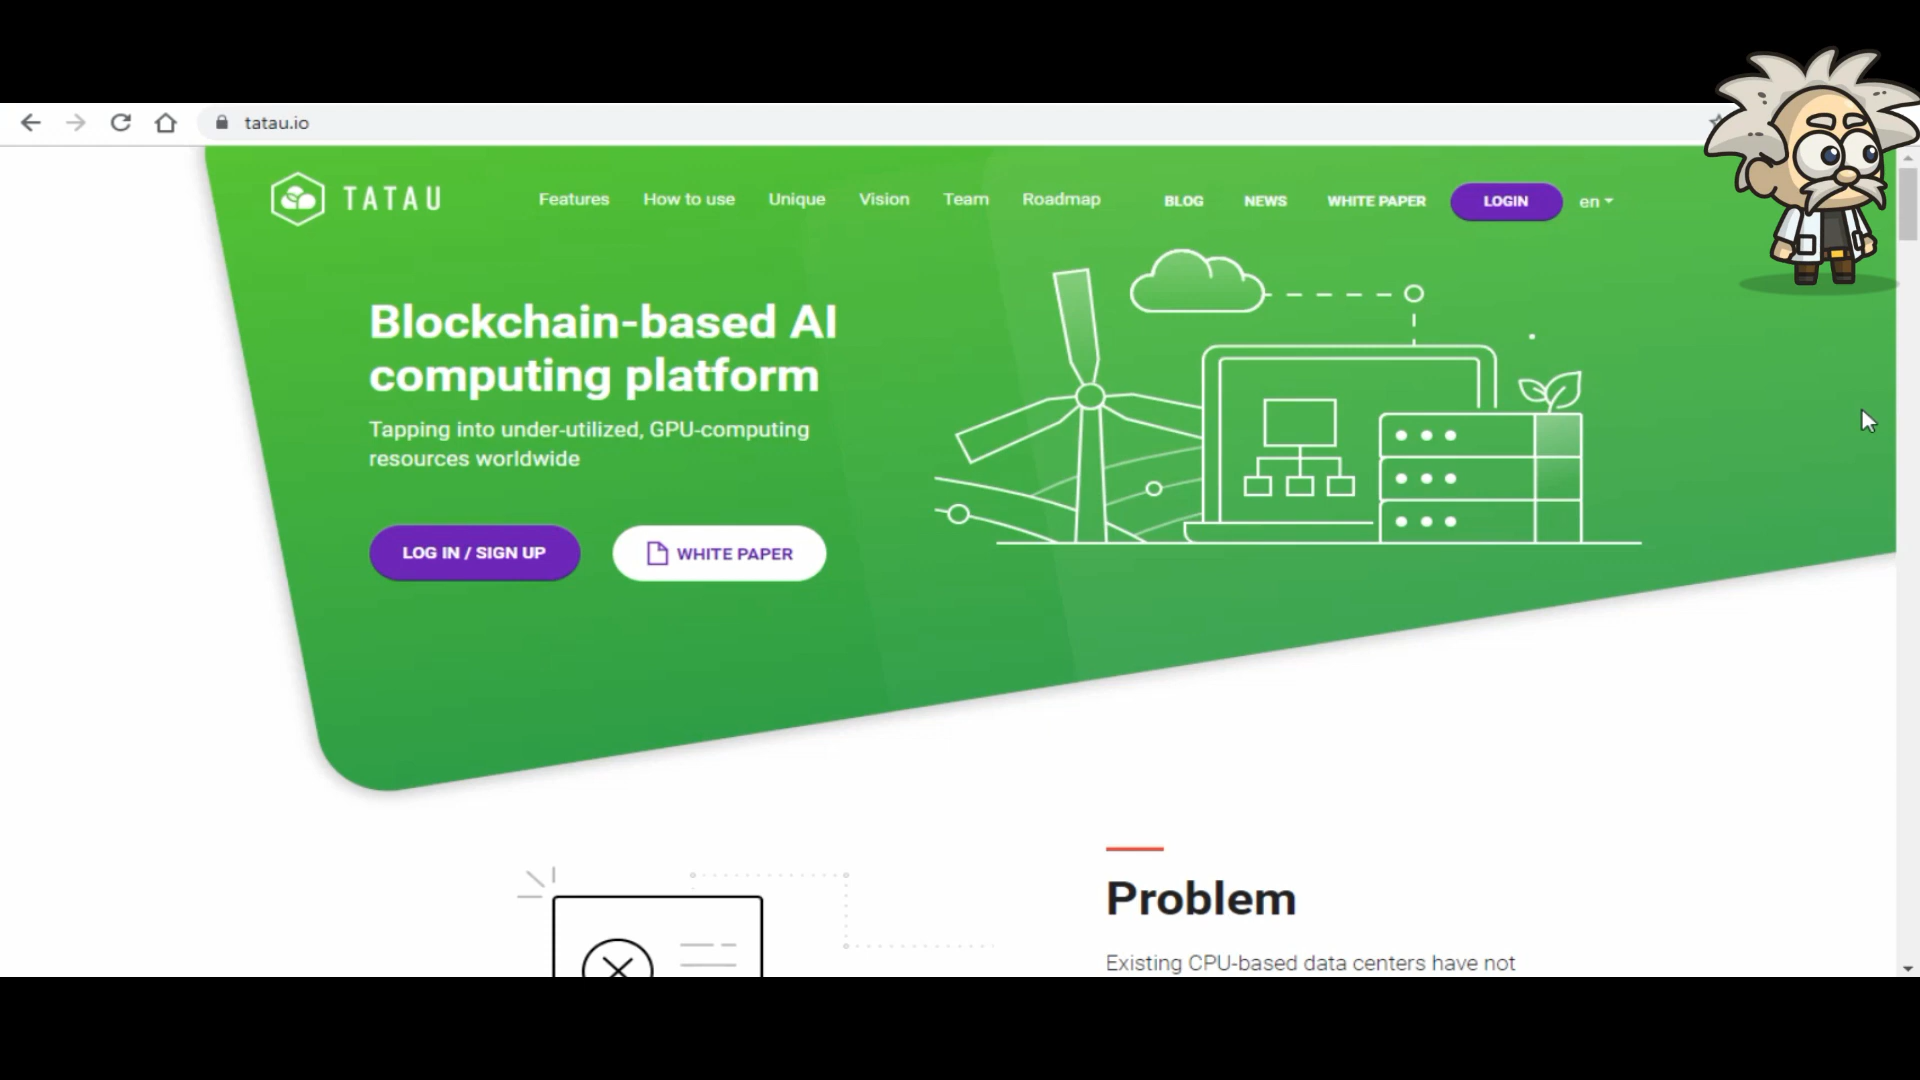 tatau.io
TATAU
Features How to use Unique Vision Team Roadmap BLOG NEWS WHITE PAPER LOGIN en
Blockchain-based AI
computing platform
Tapping into under-utilized, GPU-computing
resources worldwide
LOG IN / SIGN UP WHITE PAPER
Problem
Existing CPU-based data centers have not